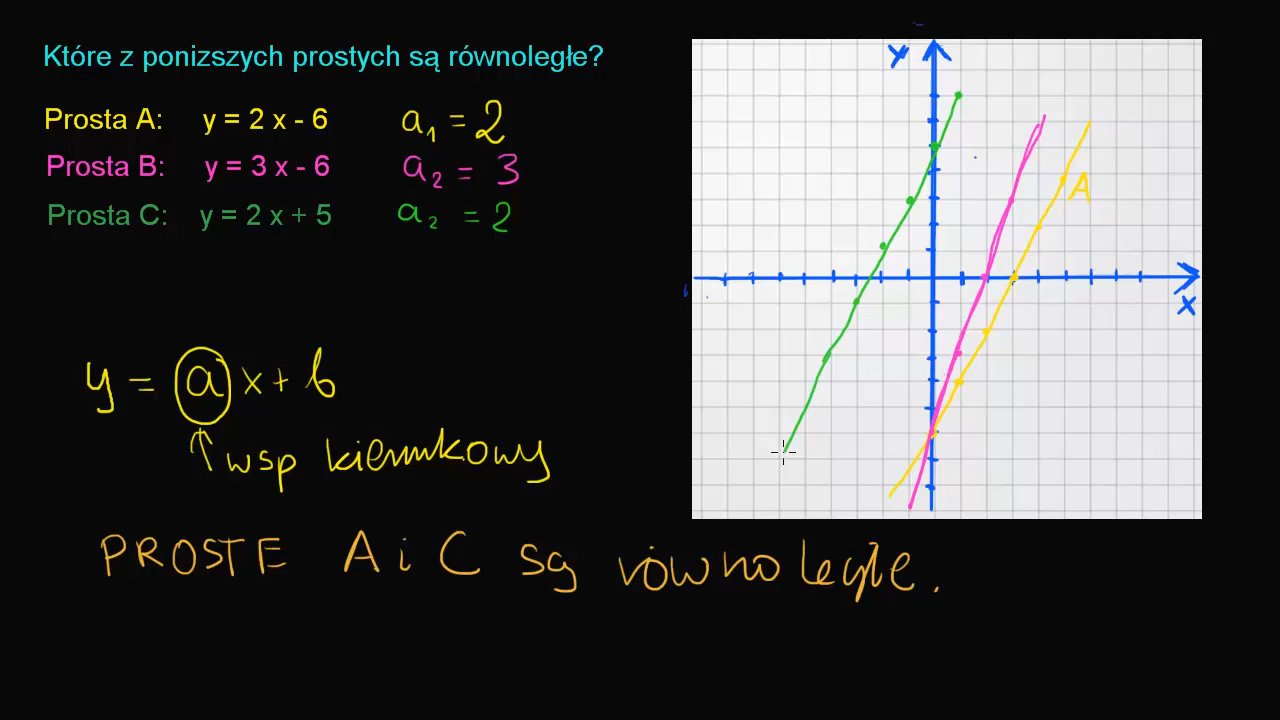 Które z ponizszych prostych są równoległe?
Prosta A: y = 2 x - 6 a₁ = 2
Prosta B: y = 3 x - 6 a₂ = 3
Prosta C: y = 2 x + 5 a₂ = 2
y = a x + b
↑ wsp kierunkowy
PROSTE A i C są równoległe.
y
A
x